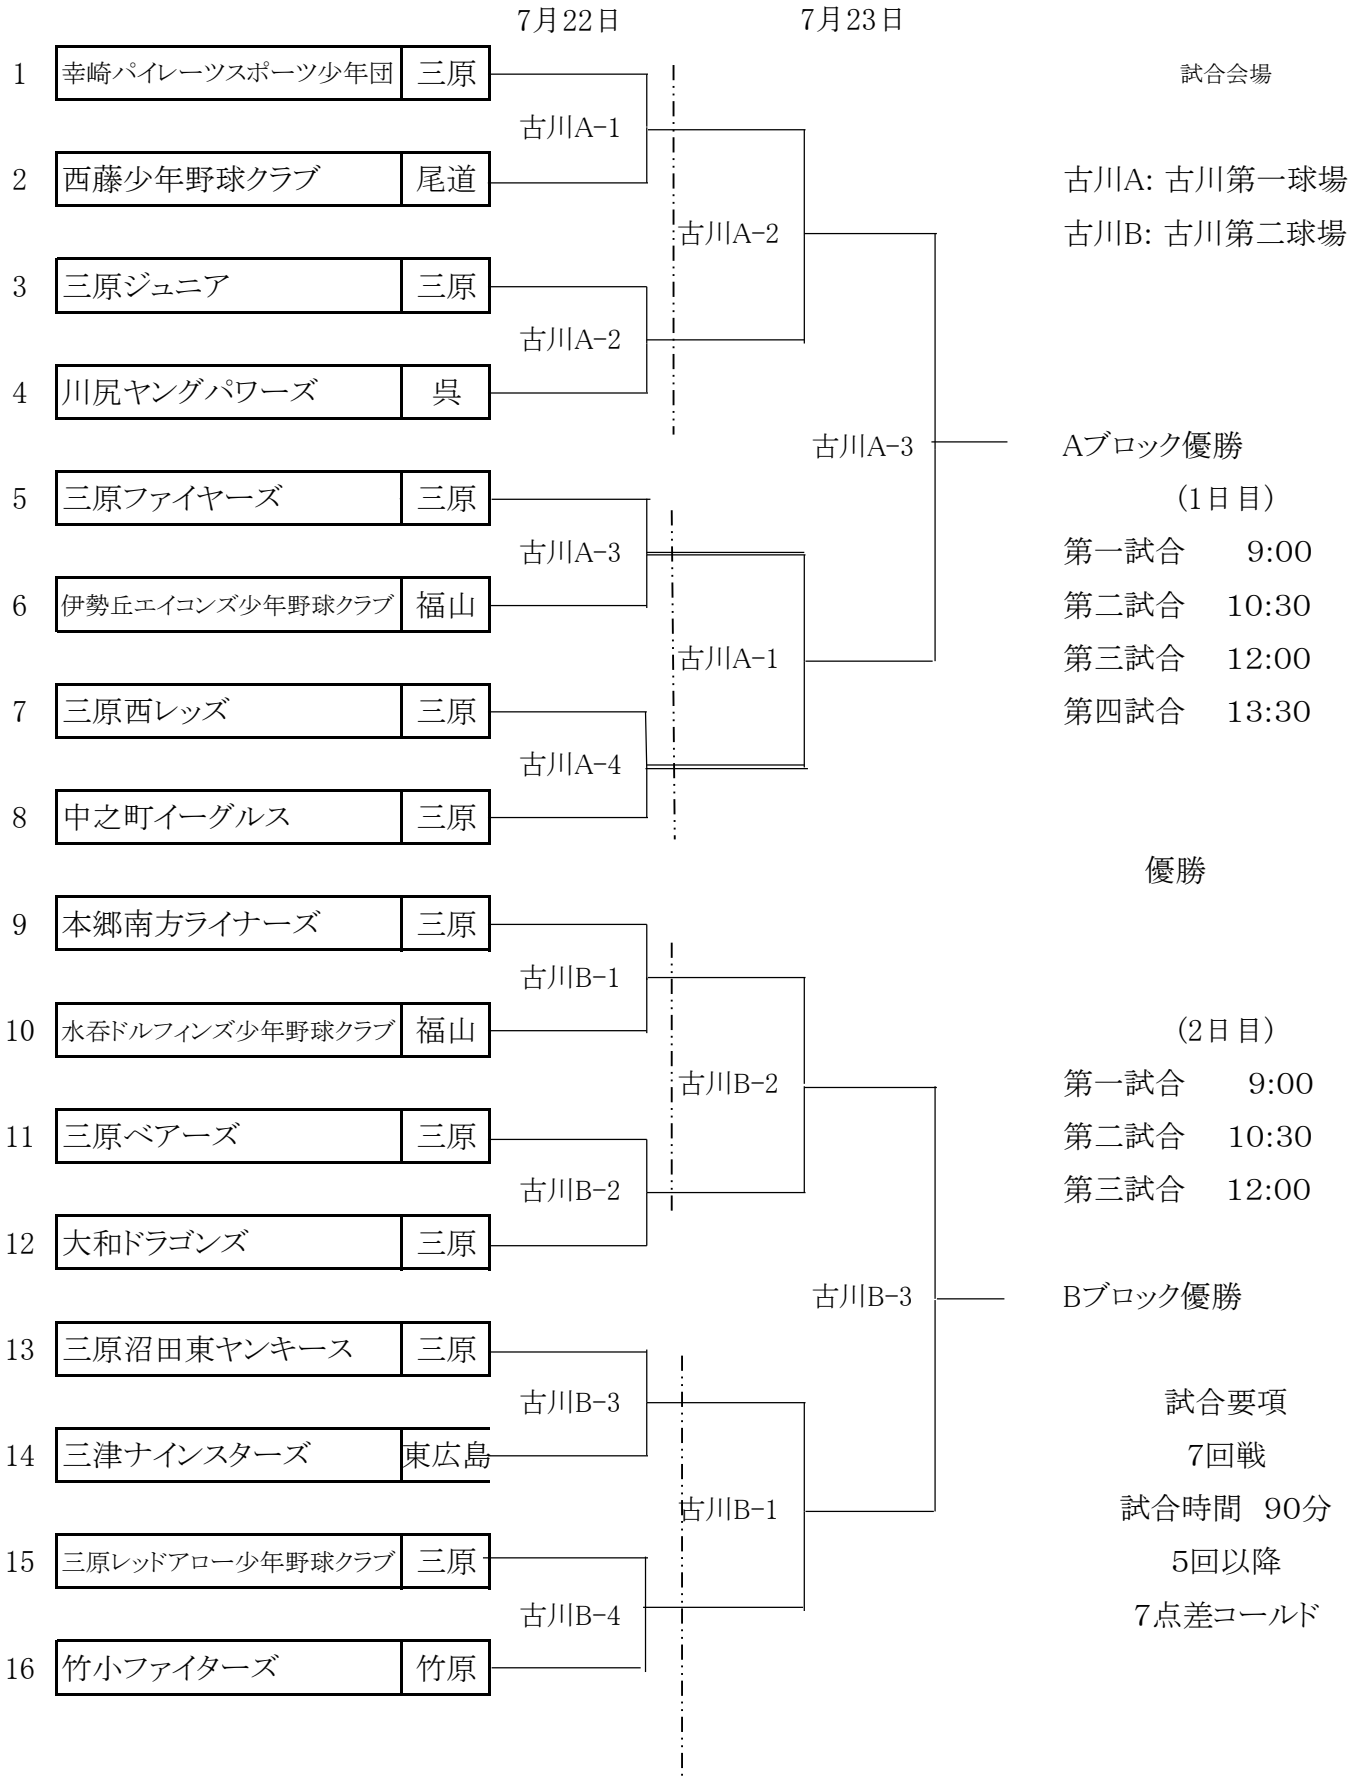 7月22日 7月23日
1 幸崎パイレーツスポーツ少年団 三原 試合会場
古川A-1
2 西藤少年野球クラブ 尾道 古川A: 古川第一球場
古川A-2 古川B: 古川第二球場
3 三原ジュニア 三原
古川A-2
4 川尻ヤングパワーズ 呉
古川A-3 Aブロック優勝
5 三原ファイヤーズ 三原 (1日目)
古川A-3 第一試合 9:00
6 伊勢丘エイコンズ少年野球クラブ 福山 第二試合 10:30
古川A-1 第三試合 12:00
7 三原西レッズ 三原 第四試合 13:30
古川A-4
8 中之町イーグルス 三原
優勝
9 本郷南方ライナーズ 三原
古川B-1
10 水呑ドルフィンズ少年野球クラブ 福山 (2日目)
古川B-2 第一試合 9:00
11 三原ベアーズ 三原 第二試合 10:30
古川B-2 第三試合 12:00
12 大和ドラゴンズ 三原
古川B-3 Bブロック優勝
13 三原沼田東ヤンキース 三原
古川B-3 試合要項
14 三津ナインスターズ 東広島 7回戦
古川B-1 試合時間 90分
15 三原レッドアロー少年野球クラブ 三原 5回以降
古川B-4 7点差コールド
16 竹小ファイターズ 竹原